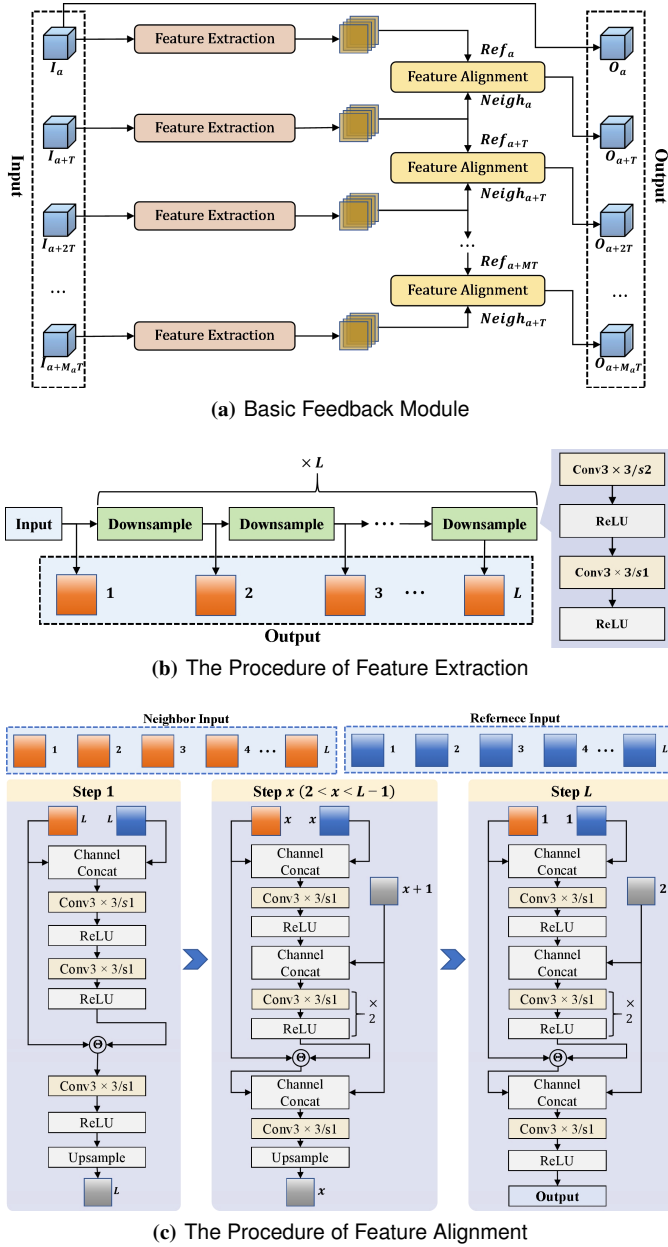 I_a
Feature Extraction
Ref_a
O_a
Feature Alignment
Neigh_a
I_{a+T}
Feature Extraction
Ref_{a+T}
O_{a+T}
Input
Output
Feature Alignment
Neigh_{a+T}
I_{a+2T}
Feature Extraction
O_{a+2T}
...
...
Ref_{a+MT}
...
Feature Alignment
Neigh_{a+T}
I_{a+M_aT}
Feature Extraction
O_{a+M_aT}
(a) Basic Feedback Module
× L
Input
Downsample
Downsample
...
Downsample
1
2
3
...
L
Output
Conv3 × 3/s2
ReLU
Conv3 × 3/s1
ReLU
(b) The Procedure of Feature Extraction
Neighbor Input
1 2 3 4 ... L
Refernece Input
1 2 3 4 ... L
Step 1
L L
Channel
Concat
Conv3 × 3/s1
ReLU
Conv3 × 3/s1
ReLU
Θ
Conv3 × 3/s1
ReLU
Upsample
L
Step x (2 < x < L − 1)
x x
Channel
Concat
x + 1
Conv3 × 3/s1
ReLU
Channel
Concat
Conv3 × 3/s1
× 2
ReLU
Θ
Channel
Concat
Conv3 × 3/s1
Upsample
x
Step L
1 1
Channel
Concat
2
Conv3 × 3/s1
ReLU
Channel
Concat
Conv3 × 3/s1
× 2
ReLU
Θ
Channel
Concat
Conv3 × 3/s1
ReLU
Output
(c) The Procedure of Feature Alignment